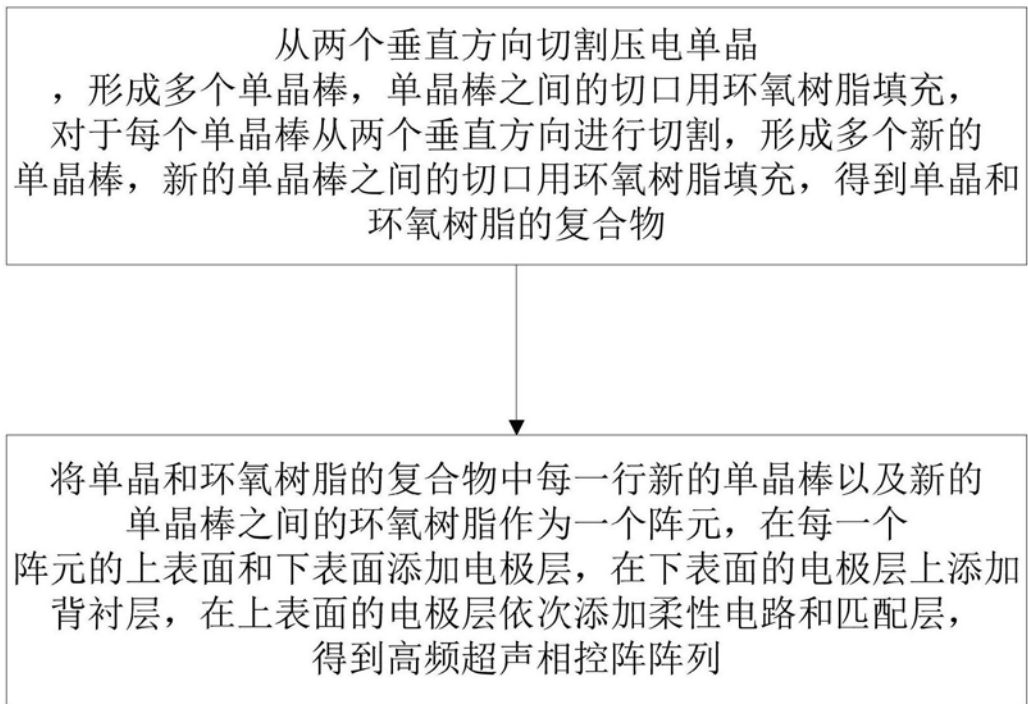 从两个垂直方向切割压电单晶
，形成多个单晶棒，单晶棒之间的切口用环氧树脂填充，
对于每个单晶棒从两个垂直方向进行切割，形成多个新的
单晶棒，新的单晶棒之间的切口用环氧树脂填充，得到单晶和
环氧树脂的复合物
将单晶和环氧树脂的复合物中每一行新的单晶棒以及新的
单晶棒之间的环氧树脂作为一个阵元，在每一个
阵元的上表面和下表面添加电极层，在下表面的电极层上添加
背衬层，在上表面的电极层依次添加柔性电路和匹配层，
得到高频超声相控阵阵列